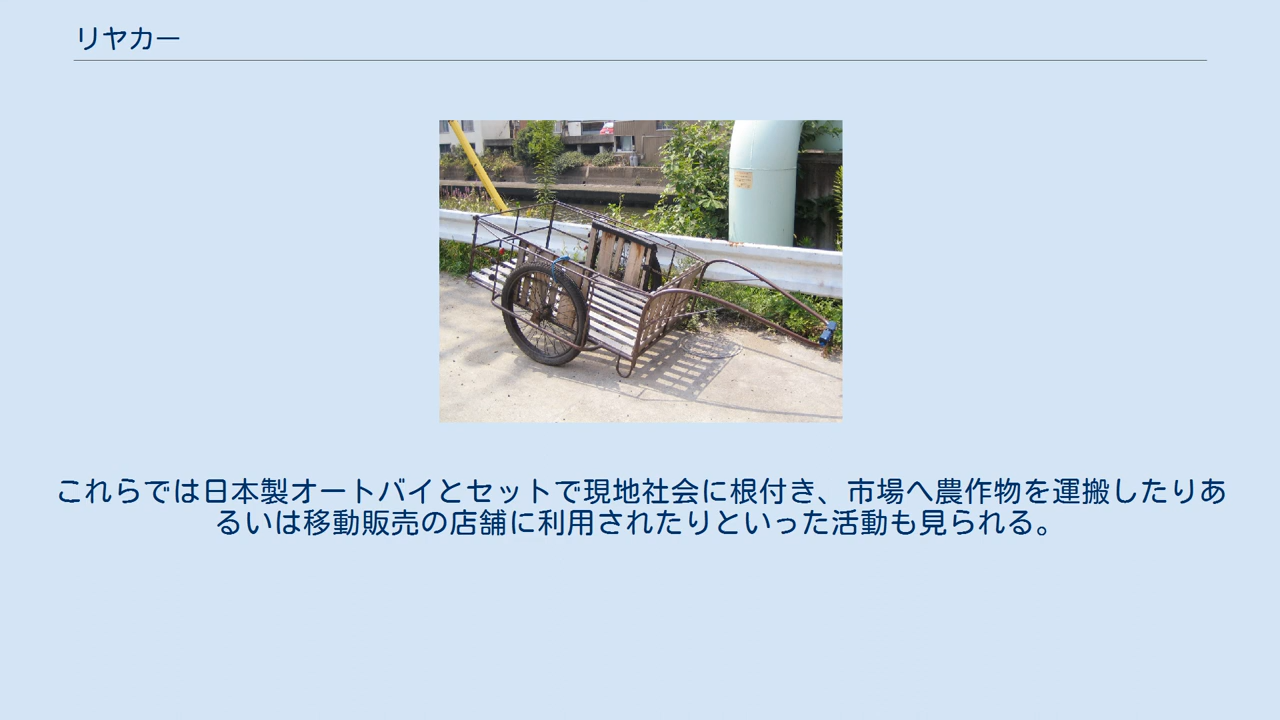 リヤカー
これらでは日本製オートバイとセットで現地社会に根付き、市場へ農作物を運搬したりあ
るいは移動販売の店舗に利用されたりといった活動も見られる。